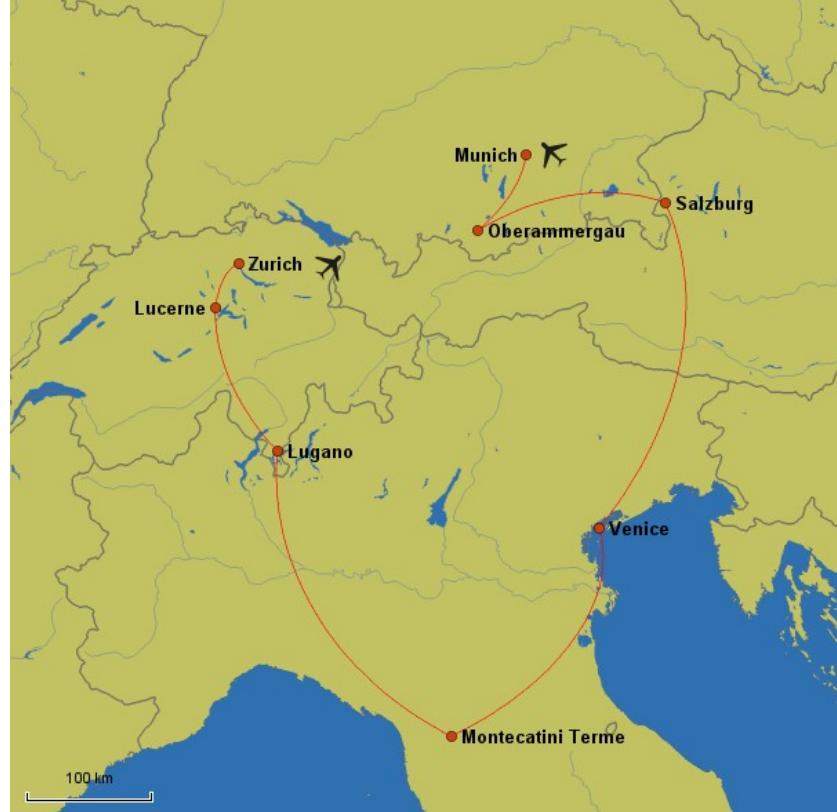 Munich
Salzburg
Oberammergau
Zurich
Lucerne
Lugano
Venice
Montecatini Terme
100 km